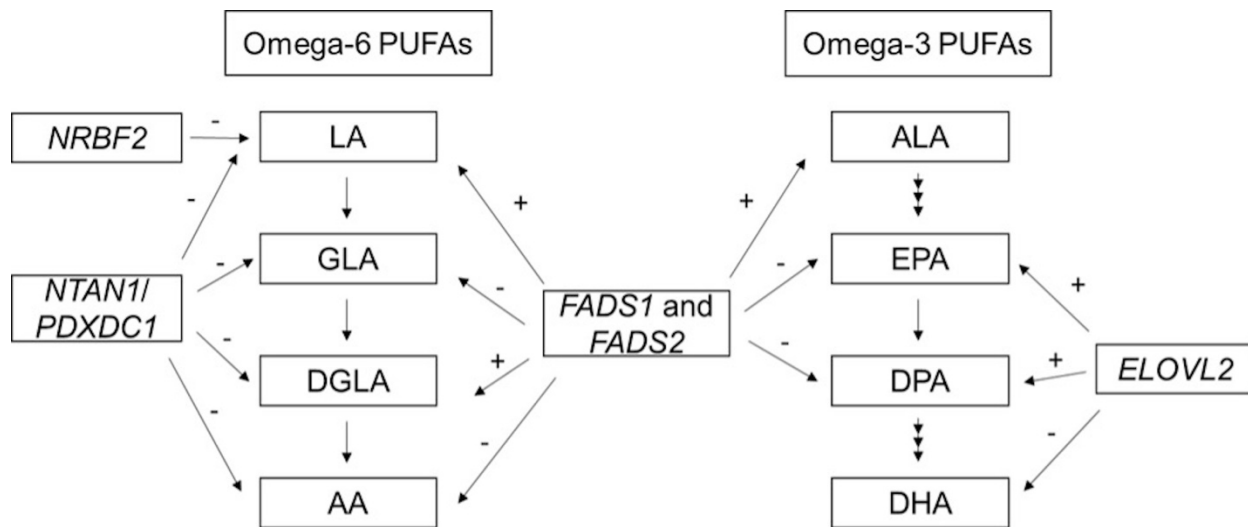 Omega-6 PUFAs
Omega-3 PUFAs
NRBF2
-
LA
ALA
-
+
+
NTAN1/
PDXDC1
-
GLA
-
FADS1 and
FADS2
-
EPA
+
-
DGLA
+
-
DPA
+
ELOVL2
-
AA
-
DHA
-